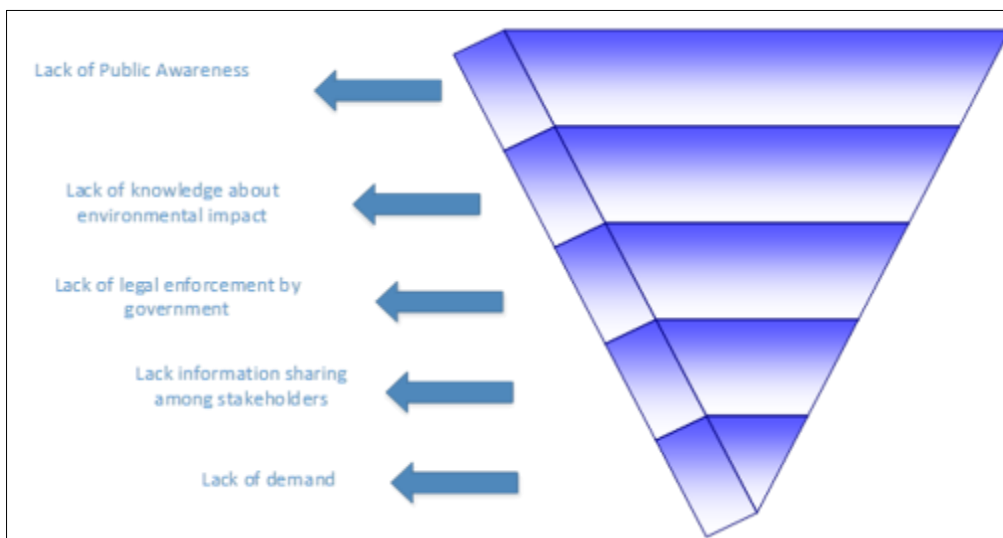 Lack of Public Awareness
Lack of knowledge about
environmental impact
Lack of legal enforcement by
government
Lack information sharing
among stakeholders
Lack of demand